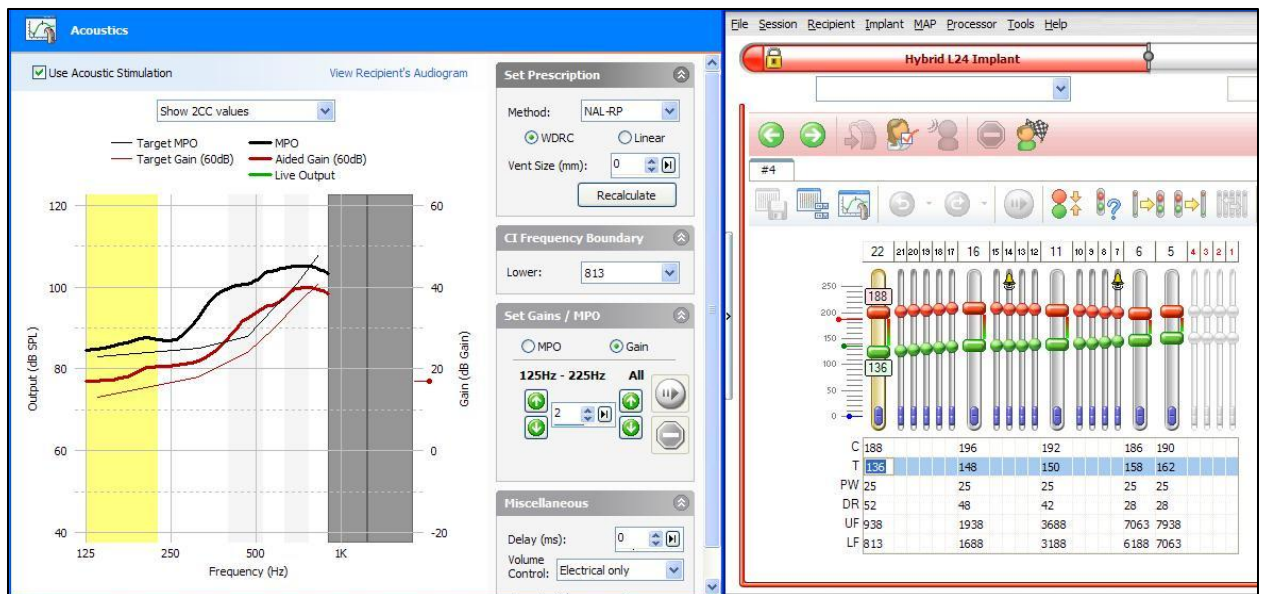 Acoustics
Use Acoustic Stimulation
View Recipient's Audiogram
Show 2CC values
Target MPO
MPO
Target Gain (60dB)
Aided Gain (60dB)
Live Output
120
100
80
60
40
60
40
20
0
-20
Output (dB SPL)
Gain (dB Gain)
125
250
500
1K
Frequency (Hz)
Set Prescription
Method: NAL-RP
WDRC Linear
Vent Size (mm): 0
Recalculate
CI Frequency Boundary
Lower: 813
Set Gains / MPO
MPO Gain
125Hz - 225Hz All
2
Miscellaneous
Delay (ms): 0
Volume
Control: Electrical only
File Session Recipient Implant MAP Processor Tools Help
Hybrid L24 Implant
#4
22 21 20 19 18 17 16 15 14 13 12 11 10 9 8 7 6 5 4 3 2 1
250
200
150
100
50
0
188
136
C 188 196 192 186 190
T 136 148 150 158 162
PW 25 25 25 25 25
DR 52 48 42 28 28
UF 938 1938 3688 7063 7938
LF 813 1688 3188 6188 7063